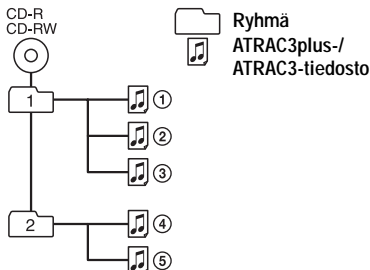 CD-R
CD-RW
Ryhmä
ATRAC3plus-/
ATRAC3-tiedosto
1
①
②
③
2
④
⑤